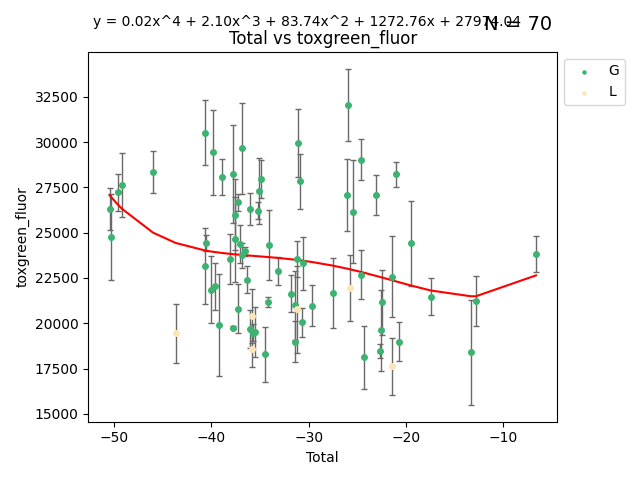 y = 0.02x^4 + 2.10x^3 + 83.74x^2 + 1272.76x + 27974.04
N = 70
Total vs toxgreen_fluor
G
L
32500
30000
27500
25000
22500
20000
17500
15000
toxgreen_fluor
−50 −40 −30 −20 −10
Total